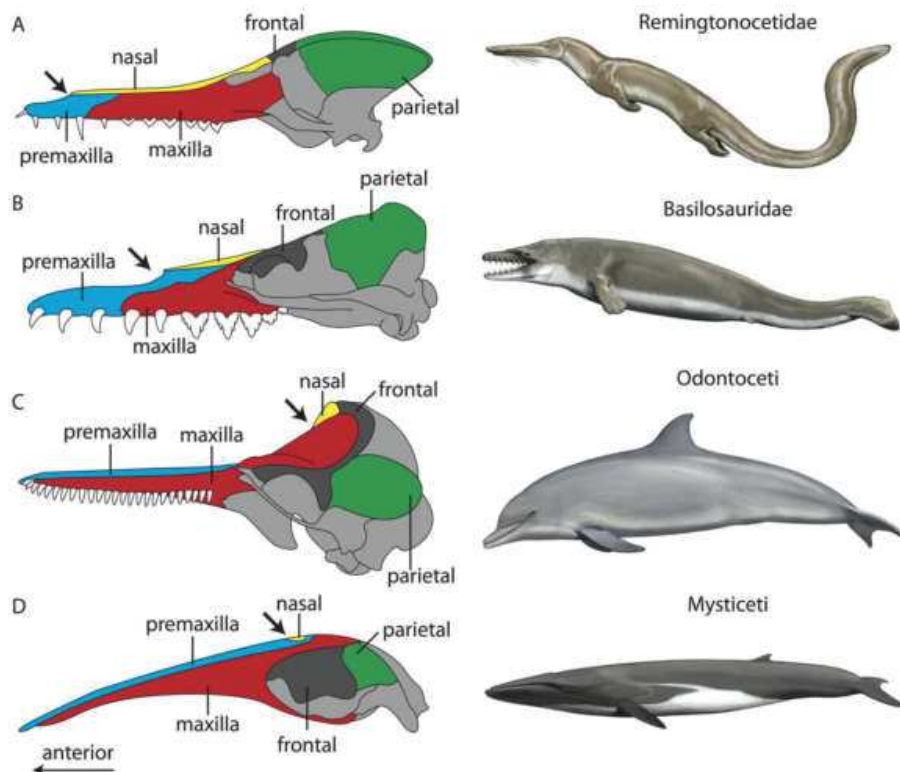 A
frontal
nasal
parietal
premaxilla
maxilla
Remingtonocetidae
B
parietal
frontal
nasal
premaxilla
maxilla
Basilosauridae
C
nasal
frontal
premaxilla
maxilla
parietal
Odontoceti
D
nasal
premaxilla
parietal
maxilla
frontal
anterior
Mysticeti